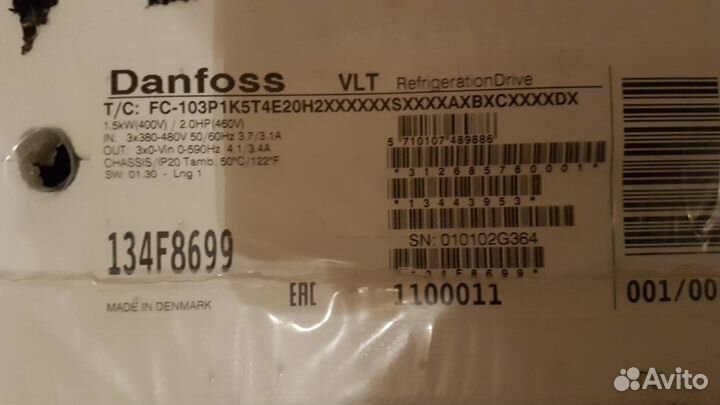 Danfoss VLT RefrigerationDrive
T/C: FC-103P1K5T4E20H2XXXXXXSXXXXAXBXCXXXXDX
1.5kW(400V) / 2.0HP(460V)
IN: 3x380-480V 50/60Hz 3.7/3.1A
OUT: 3x0-Vin 0-590Hz 4.1/3.4A
CHASSIS/IP20 Tamb. 50°C/122°F
SW: 01.30 - Lng 1
5 710107 489886
*312685760001*
*13443953*
SN: 010102G364
134F8699
*134F8699*
MADE IN DENMARK
EAC
1100011
001/00
Avito